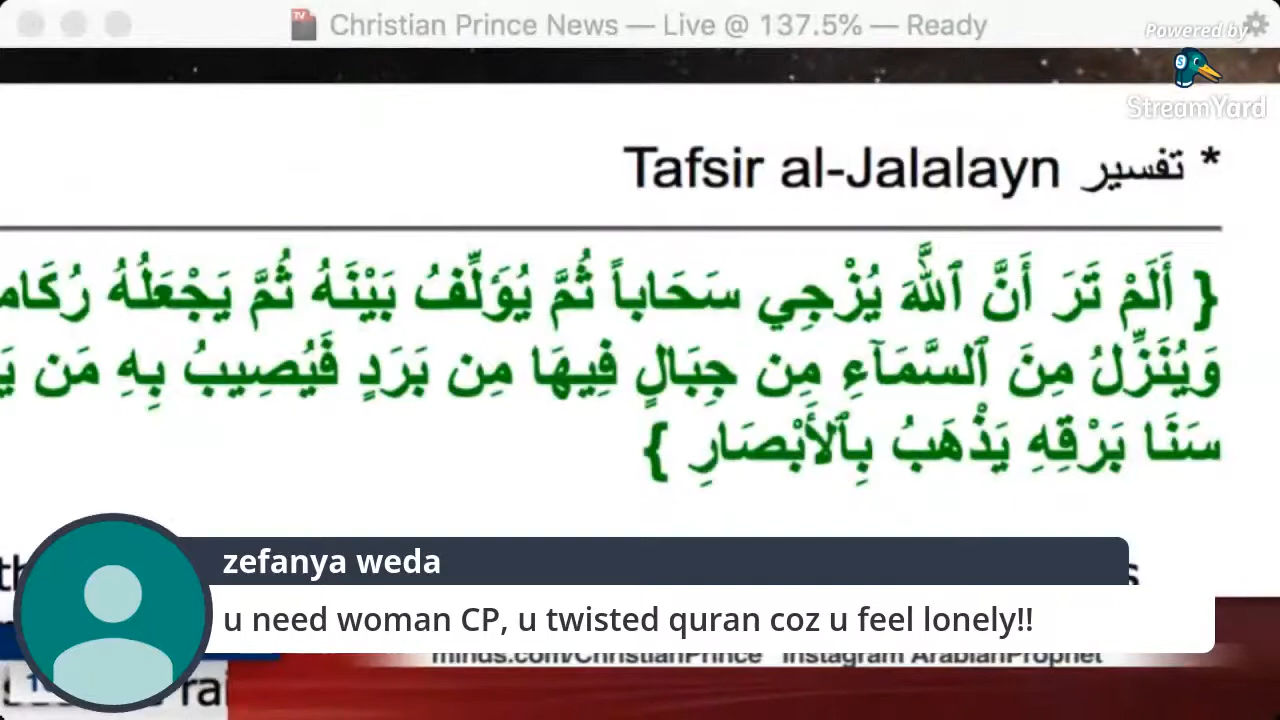 Christian Prince News — Live @ 137.5% — Ready
Powered by
StreamYard
* تفسير Tafsir al-Jalalayn
{ أَلَمْ تَرَ أَنَّ ٱللَّهَ يُزْجِي سَحَاباً ثُمَّ يُؤَلِّفُ بَيْنَهُ ثُمَّ يَجْعَلُهُ
وَيُنَزِّلُ مِنَ ٱلسَّمَآءِ مِن جِبَالٍ فِيهَا مِن بَرَدٍ فَيُصِيبُ بِهِ مَن
سَنَا بَرْقِهِ يَذْهَبُ بِٱلأَبْصَارِ }
zefanya weda
u need woman CP, u twisted quran coz u feel lonely!!
minds.com/ChristianPrince Instagram ArabianProphet